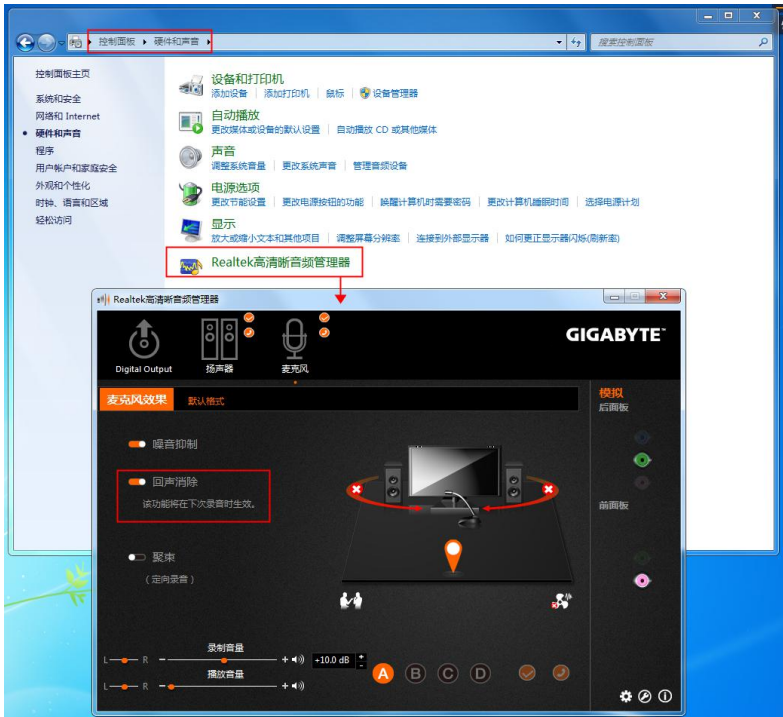 控制面板 ▸ 硬件和声音 ▸
搜索控制面板
控制面板主页
系统和安全
网络和 Internet
硬件和声音
程序
用户帐户和家庭安全
外观和个性化
时钟、语言和区域
轻松访问
设备和打印机
添加设备 | 添加打印机 | 鼠标 | 设备管理器
自动播放
更改媒体或设备的默认设置 | 自动播放 CD 或其他媒体
声音
调整系统音量 | 更改系统声音 | 管理音频设备
电源选项
更改节能设置 | 更改电源按钮的功能 | 唤醒计算机时需要密码 | 更改计算机睡眠时间 | 选择电源计划
显示
放大或缩小文本和其他项目 | 调整屏幕分辨率 | 连接到外部显示器 | 如何更正显示器闪烁(刷新率)
Realtek高清晰音频管理器
Realtek高清晰音频管理器
Digital Output
扬声器
麦克风
GIGABYTE™
麦克风效果
默认格式
模拟
后面板
噪音抑制
回声消除
该功能将在下次录音时生效。
前面板
聚束
(定向录音)
录制音量
L R - + +10.0 dB + -
A B C D
播放音量
L R - +